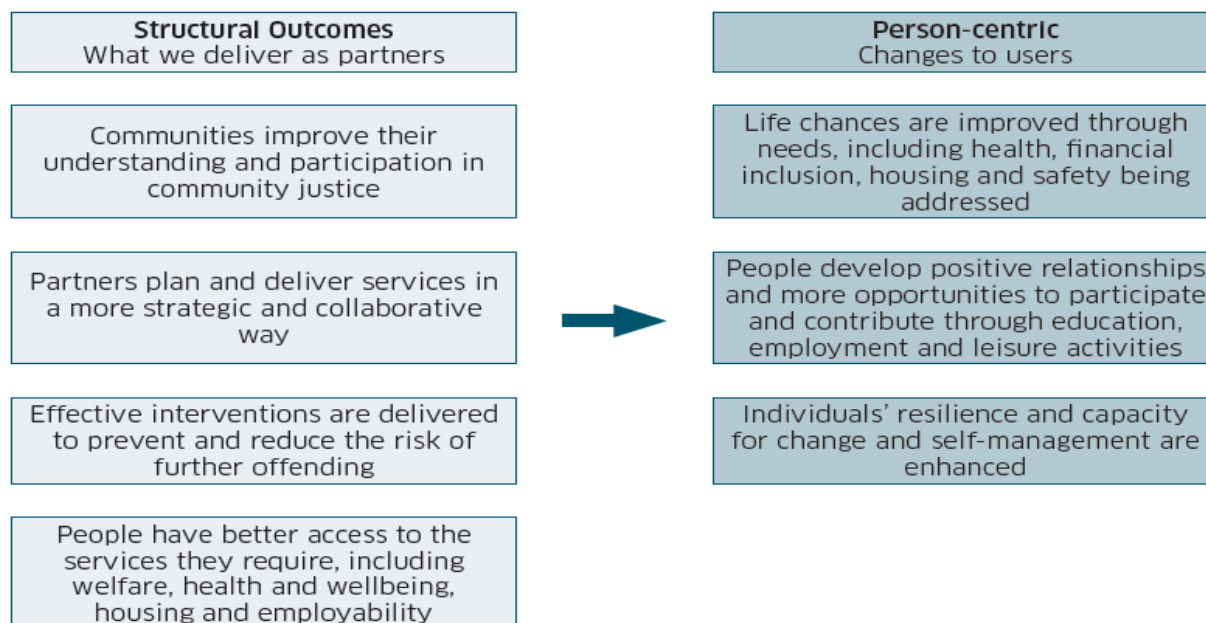 Structural Outcomes
What we deliver as partners
Communities improve their
understanding and participation in
community justice
Partners plan and deliver services in
a more strategic and collaborative
way
Effective interventions are delivered
to prevent and reduce the risk of
further offending
People have better access to the
services they require, including
welfare, health and wellbeing,
housing and employability
Person-centric
Changes to users
Life chances are improved through
needs, including health, financial
inclusion, housing and safety being
addressed
People develop positive relationships
and more opportunities to participate
and contribute through education,
employment and leisure activities
Individuals’ resilience and capacity
for change and self-management are
enhanced